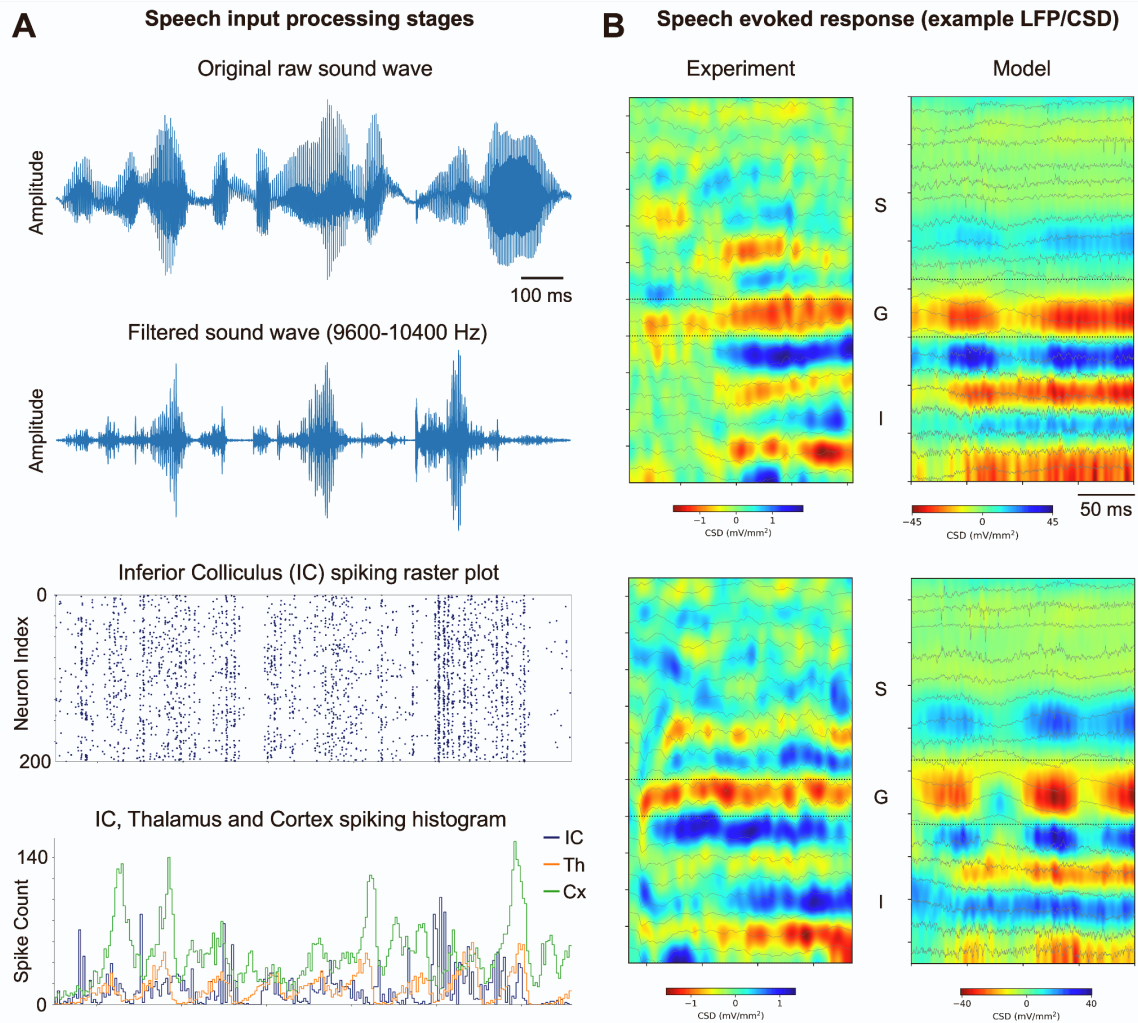 A
Speech input processing stages
Original raw sound wave
Amplitude
100 ms
Filtered sound wave (9600-10400 Hz)
Amplitude
Inferior Colliculus (IC) spiking raster plot
0
Neuron Index
200
IC, Thalamus and Cortex spiking histogram
IC
Th
Cx
140
Spike Count
0
B
Speech evoked response (example LFP/CSD)
Experiment
Model
S
G
I
50 ms
−1 0 1
CSD (mV/mm²)
−45 0 45
CSD (mV/mm²)
S
G
I
−1 0 1
CSD (mV/mm²)
−40 0 40
CSD (mV/mm²)